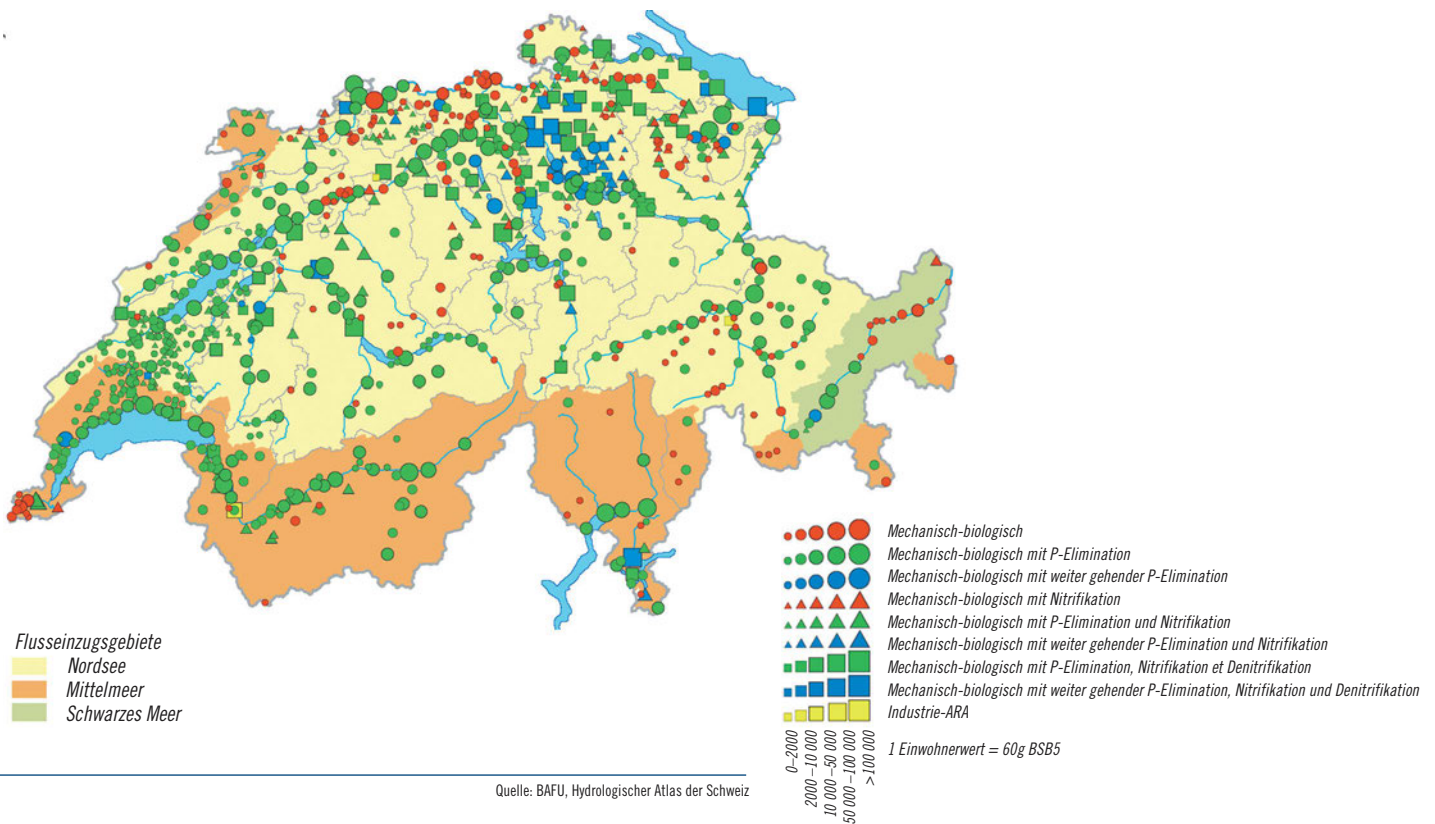 Flusseinzugsgebiete
Nordsee
Mittelmeer
Schwarzes Meer
Mechanisch-biologisch
Mechanisch-biologisch mit P-Elimination
Mechanisch-biologisch mit weiter gehender P-Elimination
Mechanisch-biologisch mit Nitrifikation
Mechanisch-biologisch mit P-Elimination und Nitrifikation
Mechanisch-biologisch mit weiter gehender P-Elimination und Nitrifikation
Mechanisch-biologisch mit P-Elimination, Nitrifikation et Denitrifikation
Mechanisch-biologisch mit weiter gehender P-Elimination, Nitrifikation und Denitrifikation
Industrie-ARA
0–2000
2000–10 000
10 000–50 000
50 000–100 000
>100 000
1 Einwohnerwert = 60g BSB5
Quelle: BAFU, Hydrologischer Atlas der Schweiz